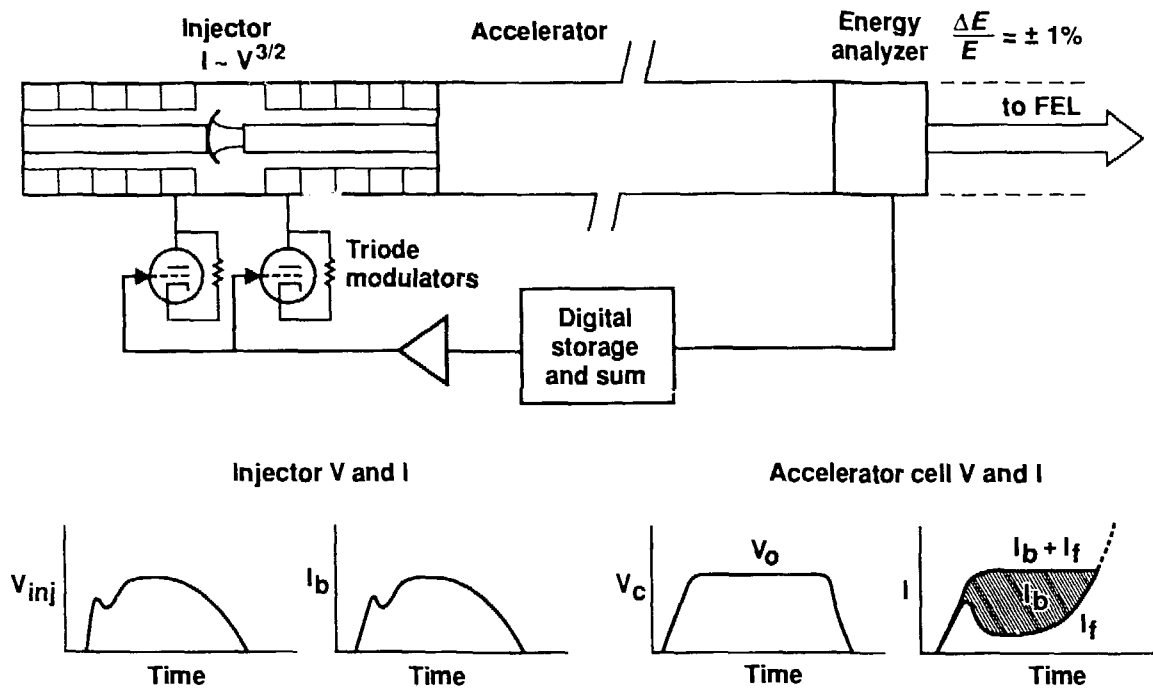 Injector
I ~ V^3/2
Accelerator
Energy
analyzer
ΔE/E = ± 1%
to FEL
Triode
modulators
Digital
storage
and sum
Injector V and I
Accelerator cell V and I
V_inj
Time
I_b
Time
V_c
V_o
Time
I
I_b + I_f
I_b
I_f
Time